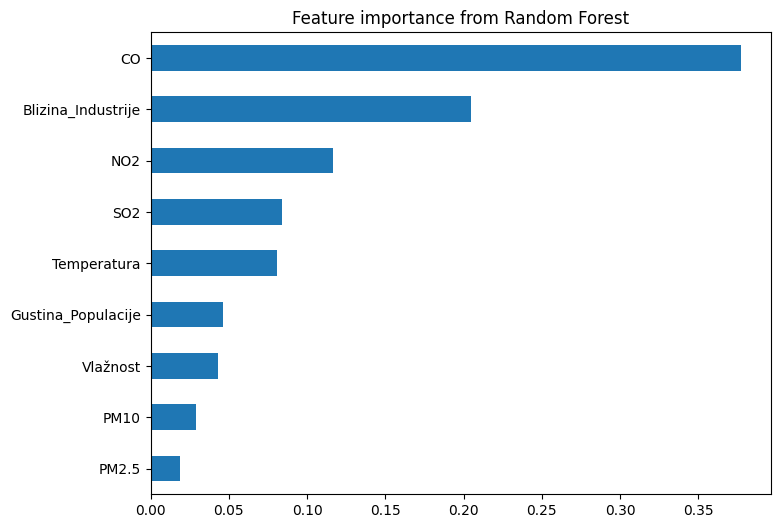 Feature importance from Random Forest
CO
Blizina_Industrije
NO2
SO2
Temperatura
Gustina_Populacije
Vlažnost
PM10
PM2.5
0.00 0.05 0.10 0.15 0.20 0.25 0.30 0.35